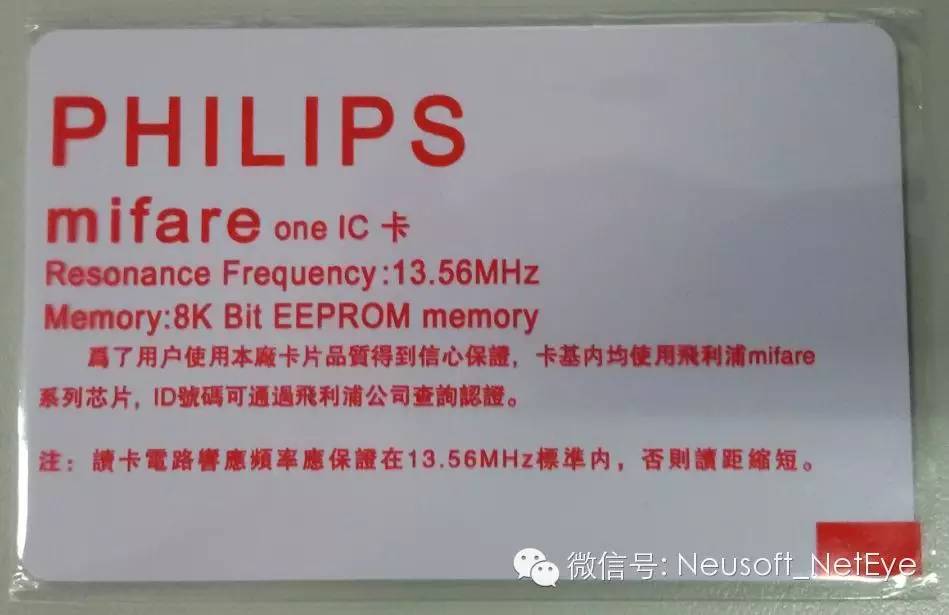 PHILIPS
mifare one IC 卡
Resonance Frequency:13.56MHz
Memory:8K Bit EEPROM memory
爲了用户使用本廠卡片品質得到信心保證，卡基内均使用飛利浦mifare
系列芯片，ID號碼可通過飛利浦公司查詢認證。
注：讀卡電路響應頻率應保證在13.56MHz標準内，否則讀距縮短。
微信号: Neusoft_NetEye